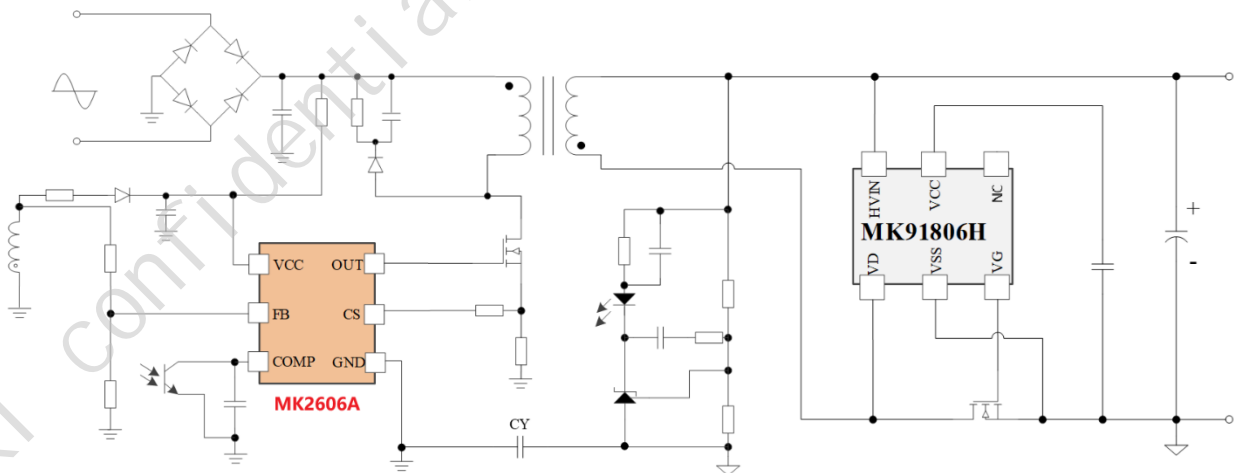 confidential
HVIN
VCC
NC
MK91806H
VD
VSS
VG
+
-
VCC
OUT
FB
CS
COMP
GND
MK2606A
CY